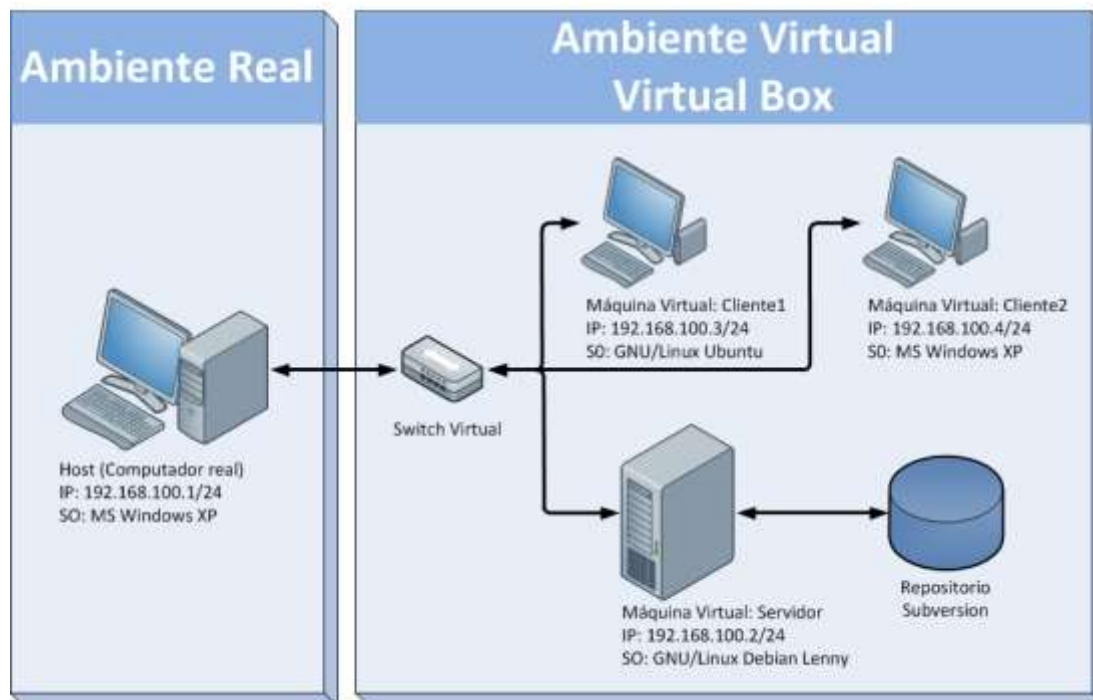 Ambiente Real
Ambiente Virtual
Virtual Box
Máquina Virtual: Cliente1
IP: 192.168.100.3/24
SO: GNU/Linux Ubuntu
Máquina Virtual: Cliente2
IP: 192.168.100.4/24
SO: MS Windows XP
Switch Virtual
Host (Computador real)
IP: 192.168.100.1/24
SO: MS Windows XP
Máquina Virtual: Servidor
IP: 192.168.100.2/24
SO: GNU/Linux Debian Lenny
Repositorio
Subversion